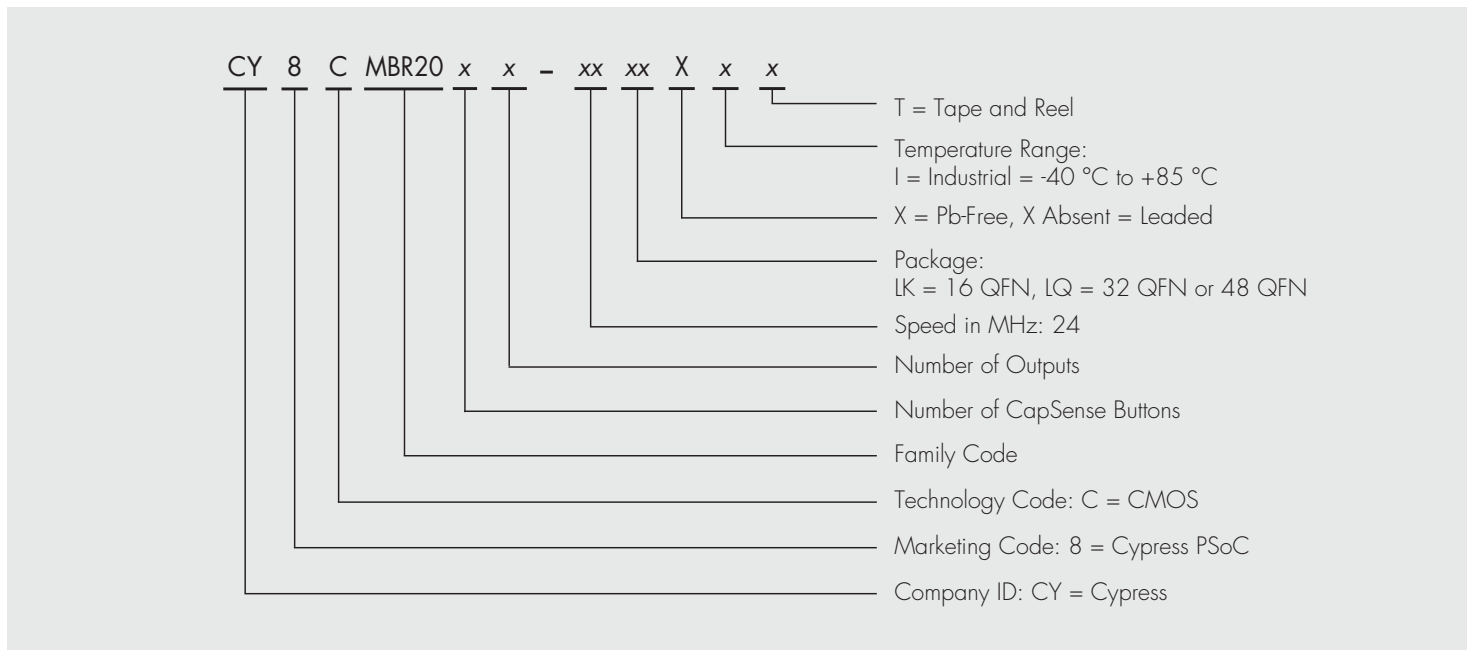 CY 8 C MBR20 x x – xx xx X x x
T = Tape and Reel
Temperature Range:
I = Industrial = -40 °C to +85 °C
X = Pb-Free, X Absent = Leaded
Package:
LK = 16 QFN, LQ = 32 QFN or 48 QFN
Speed in MHz: 24
Number of Outputs
Number of CapSense Buttons
Family Code
Technology Code: C = CMOS
Marketing Code: 8 = Cypress PSoC
Company ID: CY = Cypress